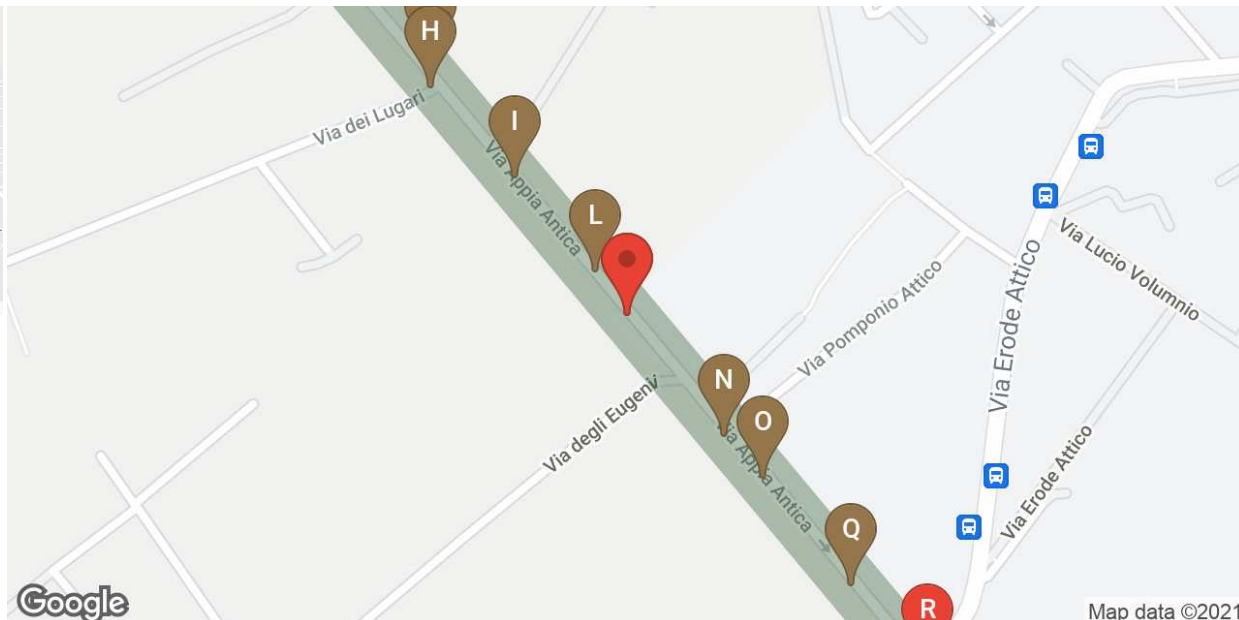 H
Via dei Lugari
I
Via Appia Antica
L
Via Lucio Volumnio
Via Pomponio Attico
Via Erode Attico
N
O
Via degli Eugenii
Via Appia Antica
Via Erode Attico
Q
R
Google
Map data ©2021